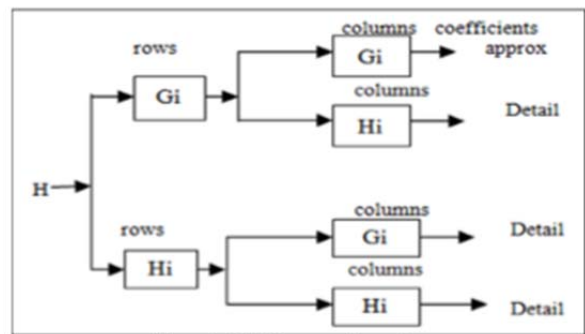 columns coefficients
rows approx
Gi
Gi
columns
Detail
Hi
H
columns
rows Detail
Gi
Hi
columns
Detail
Hi